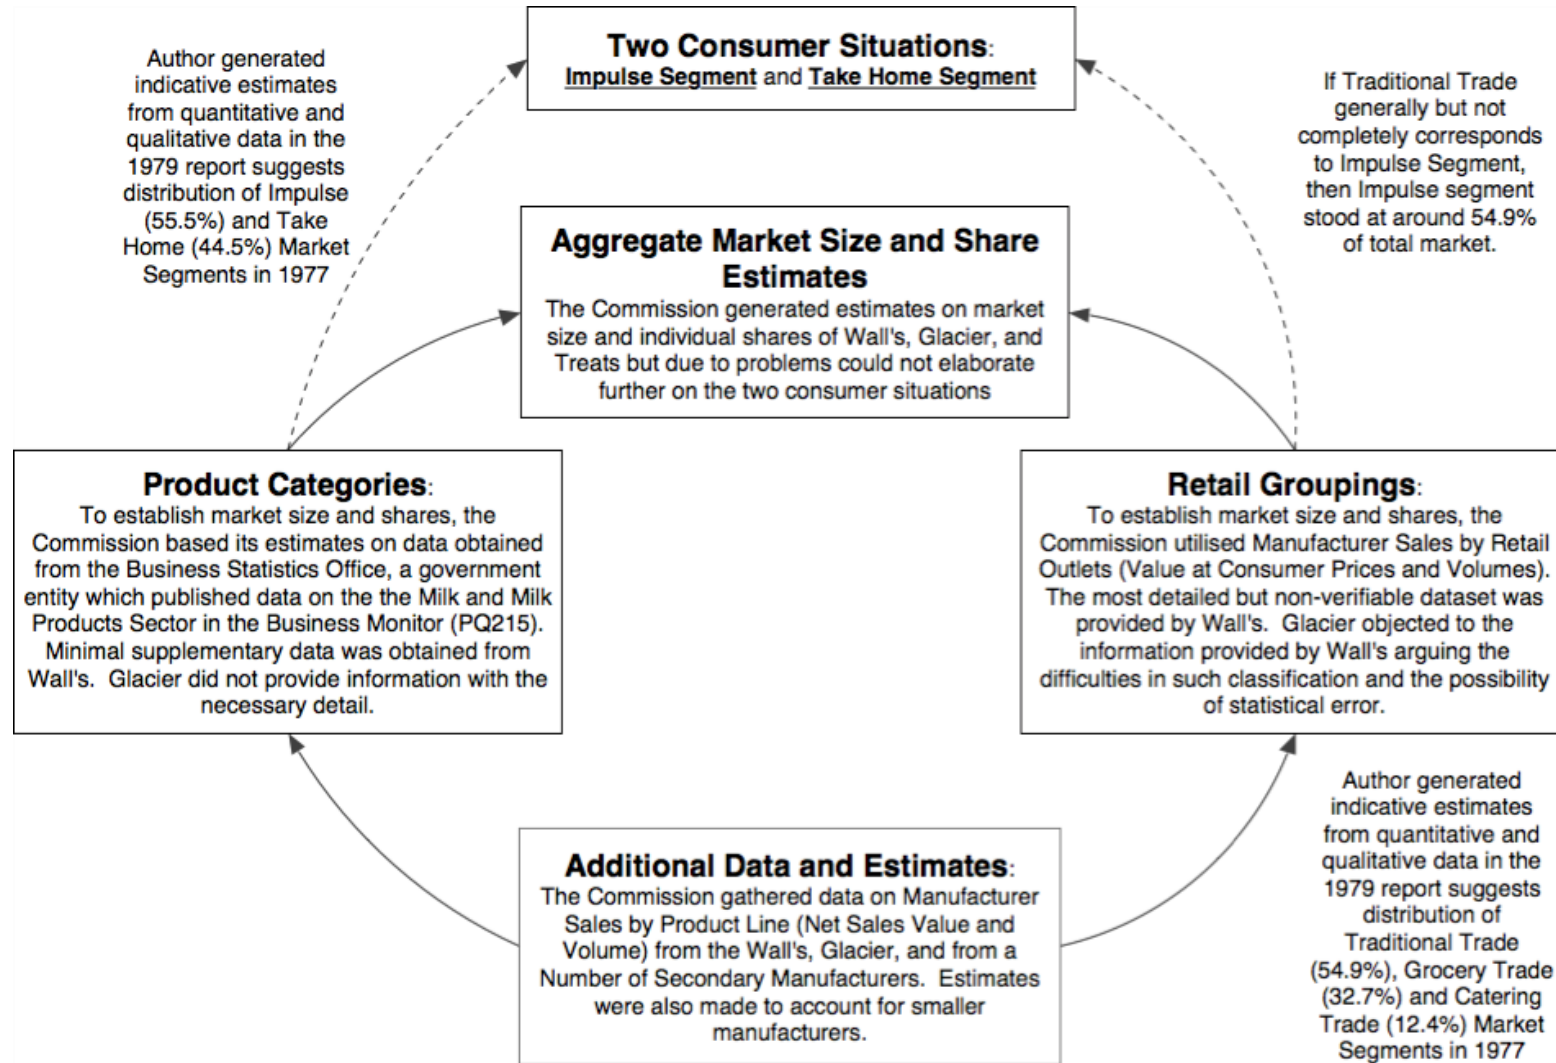 Two Consumer Situations:
Impulse Segment and Take Home Segment
Author generated
indicative estimates
from quantitative and
qualitative data in the
1979 report suggests
distribution of Impulse
(55.5%) and Take
Home (44.5%) Market
Segments in 1977
If Traditional Trade
generally but not
completely corresponds
to Impulse Segment,
then Impulse segment
stood at around 54.9%
of total market.
Aggregate Market Size and Share
Estimates
The Commission generated estimates on market
size and individual shares of Wall's, Glacier, and
Treats but due to problems could not elaborate
further on the two consumer situations
Product Categories:
To establish market size and shares, the
Commission based its estimates on data obtained
from the Business Statistics Office, a government
entity which published data on the the Milk and Milk
Products Sector in the Business Monitor (PQ215).
Minimal supplementary data was obtained from
Wall's. Glacier did not provide information with the
necessary detail.
Retail Groupings:
To establish market size and shares, the
Commission utilised Manufacturer Sales by Retail
Outlets (Value at Consumer Prices and Volumes).
The most detailed but non-verifiable dataset was
provided by Wall's. Glacier objected to the
information provided by Wall's arguing the
difficulties in such classification and the possibility
of statistical error.
Additional Data and Estimates:
The Commission gathered data on Manufacturer
Sales by Product Line (Net Sales Value and
Volume) from the Wall's, Glacier, and from a
Number of Secondary Manufacturers. Estimates
were also made to account for smaller
manufacturers.
Author generated
indicative estimates
from quantitative and
qualitative data in the
1979 report suggests
distribution of
Traditional Trade
(54.9%), Grocery Trade
(32.7%) and Catering
Trade (12.4%) Market
Segments in 1977